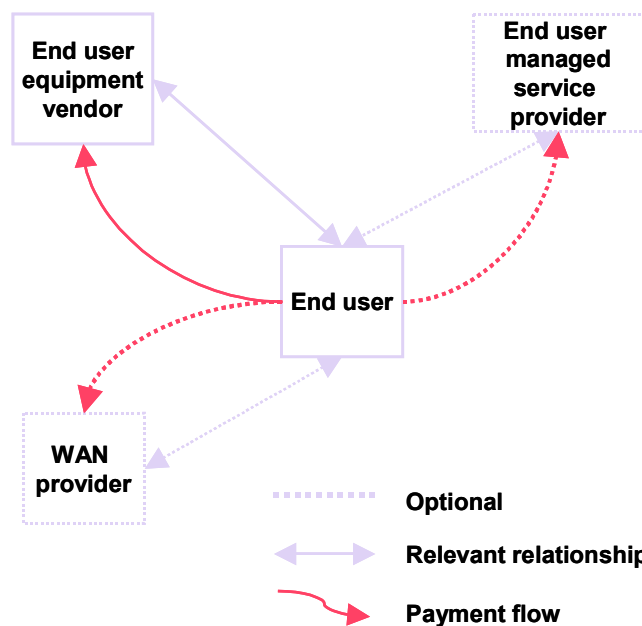 End user
equipment
vendor
End user
managed
service
provider
End user
WAN
provider
Optional
Relevant relationship
Payment flow